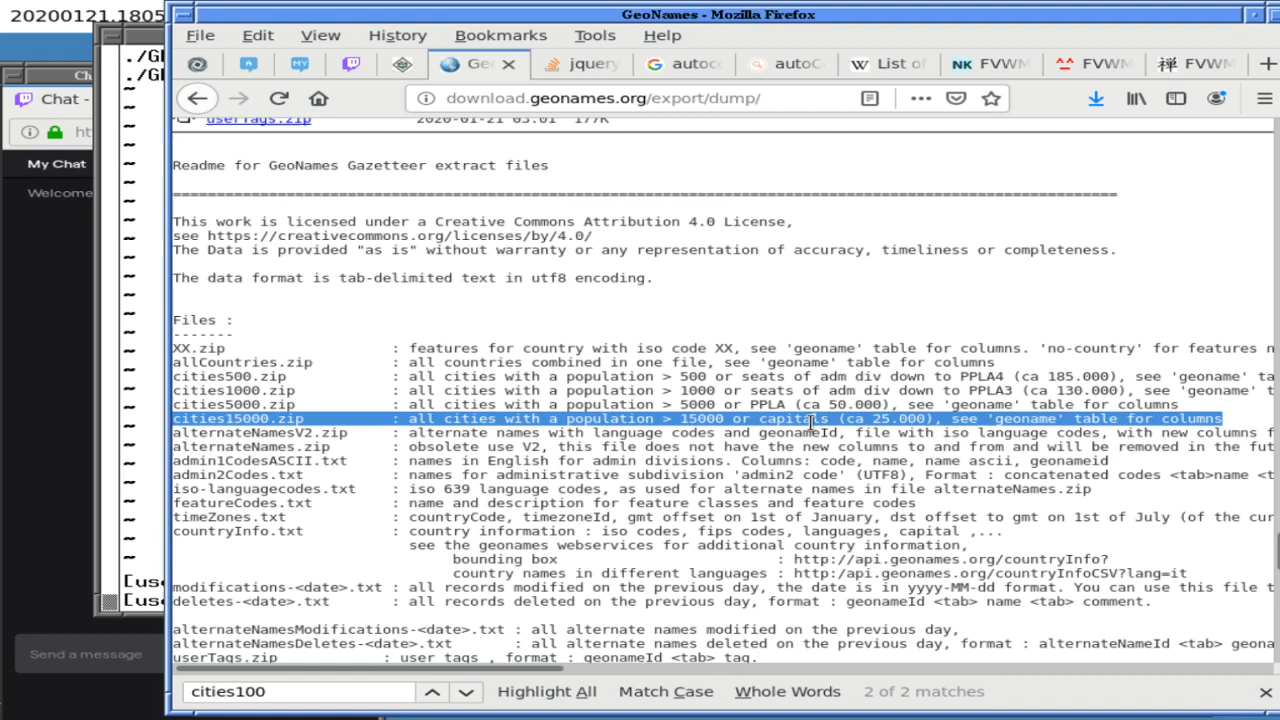 20200121.1805
GeoNames - Mozilla Firefox
File Edit View History Bookmarks Tools Help
Geo jquery autoc autoC List of FVWM FVWM FVWM
download.geonames.org/export/dump/
Chat -
My Chat
Welcome
Send a message
./G
./G
[use
[use
userTags.zip 2020-01-21 03:01 177K
Readme for GeoNames Gazetteer extract files
============================================================================================================
This work is licensed under a Creative Commons Attribution 4.0 License,
see https://creativecommons.org/licenses/by/4.0/
The Data is provided "as is" without warranty or any representation of accuracy, timeliness or completeness.
The data format is tab-delimited text in utf8 encoding.
Files :
-------
XX.zip : features for country with iso code XX, see 'geoname' table for columns. 'no-country' for features n
allCountries.zip : all countries combined in one file, see 'geoname' table for columns
cities500.zip : all cities with a population > 500 or seats of adm div down to PPLA4 (ca 185.000), see 'geoname' ta
cities1000.zip : all cities with a population > 1000 or seats of adm div down to PPLA3 (ca 130.000), see 'geoname' t
cities5000.zip : all cities with a population > 5000 or PPLA (ca 50.000), see 'geoname' table for columns
cities15000.zip : all cities with a population > 15000 or capitals (ca 25.000), see 'geoname' table for columns
alternateNamesV2.zip : alternate names with language codes and geonameId, file with iso language codes, with new columns f
alternateNames.zip : obsolete use V2, this file does not have the new columns to and from and will be removed in the fut
admin1CodesASCII.txt : names in English for admin divisions. Columns: code, name, name ascii, geonameid
admin2Codes.txt : names for administrative subdivision 'admin2 code' (UTF8), Format : concatenated codes <tab>name <t
iso-languagecodes.txt : iso 639 language codes, as used for alternate names in file alternateNames.zip
featureCodes.txt : name and description for feature classes and feature codes
timeZones.txt : countryCode, timezoneId, gmt offset on 1st of January, dst offset to gmt on 1st of July (of the cur
countryInfo.txt : country information : iso codes, fips codes, languages, capital ,...
see the geonames webservices for additional country information,
bounding box : http://api.geonames.org/countryInfo?
country names in different languages : http:/api.geonames.org/countryInfoCSV?lang=it
modifications-<date>.txt : all records modified on the previous day, the date is in yyyy-MM-dd format. You can use this file t
deletes-<date>.txt : all records deleted on the previous day, format : geonameId <tab> name <tab> comment.
alternateNamesModifications-<date>.txt : all alternate names modified on the previous day,
alternateNamesDeletes-<date>.txt : all alternate names deleted on the previous day, format : alternateNameId <tab> geona
userTags.zip : user tags , format : geonameId <tab> tag.
cities100 Highlight All Match Case Whole Words 2 of 2 matches